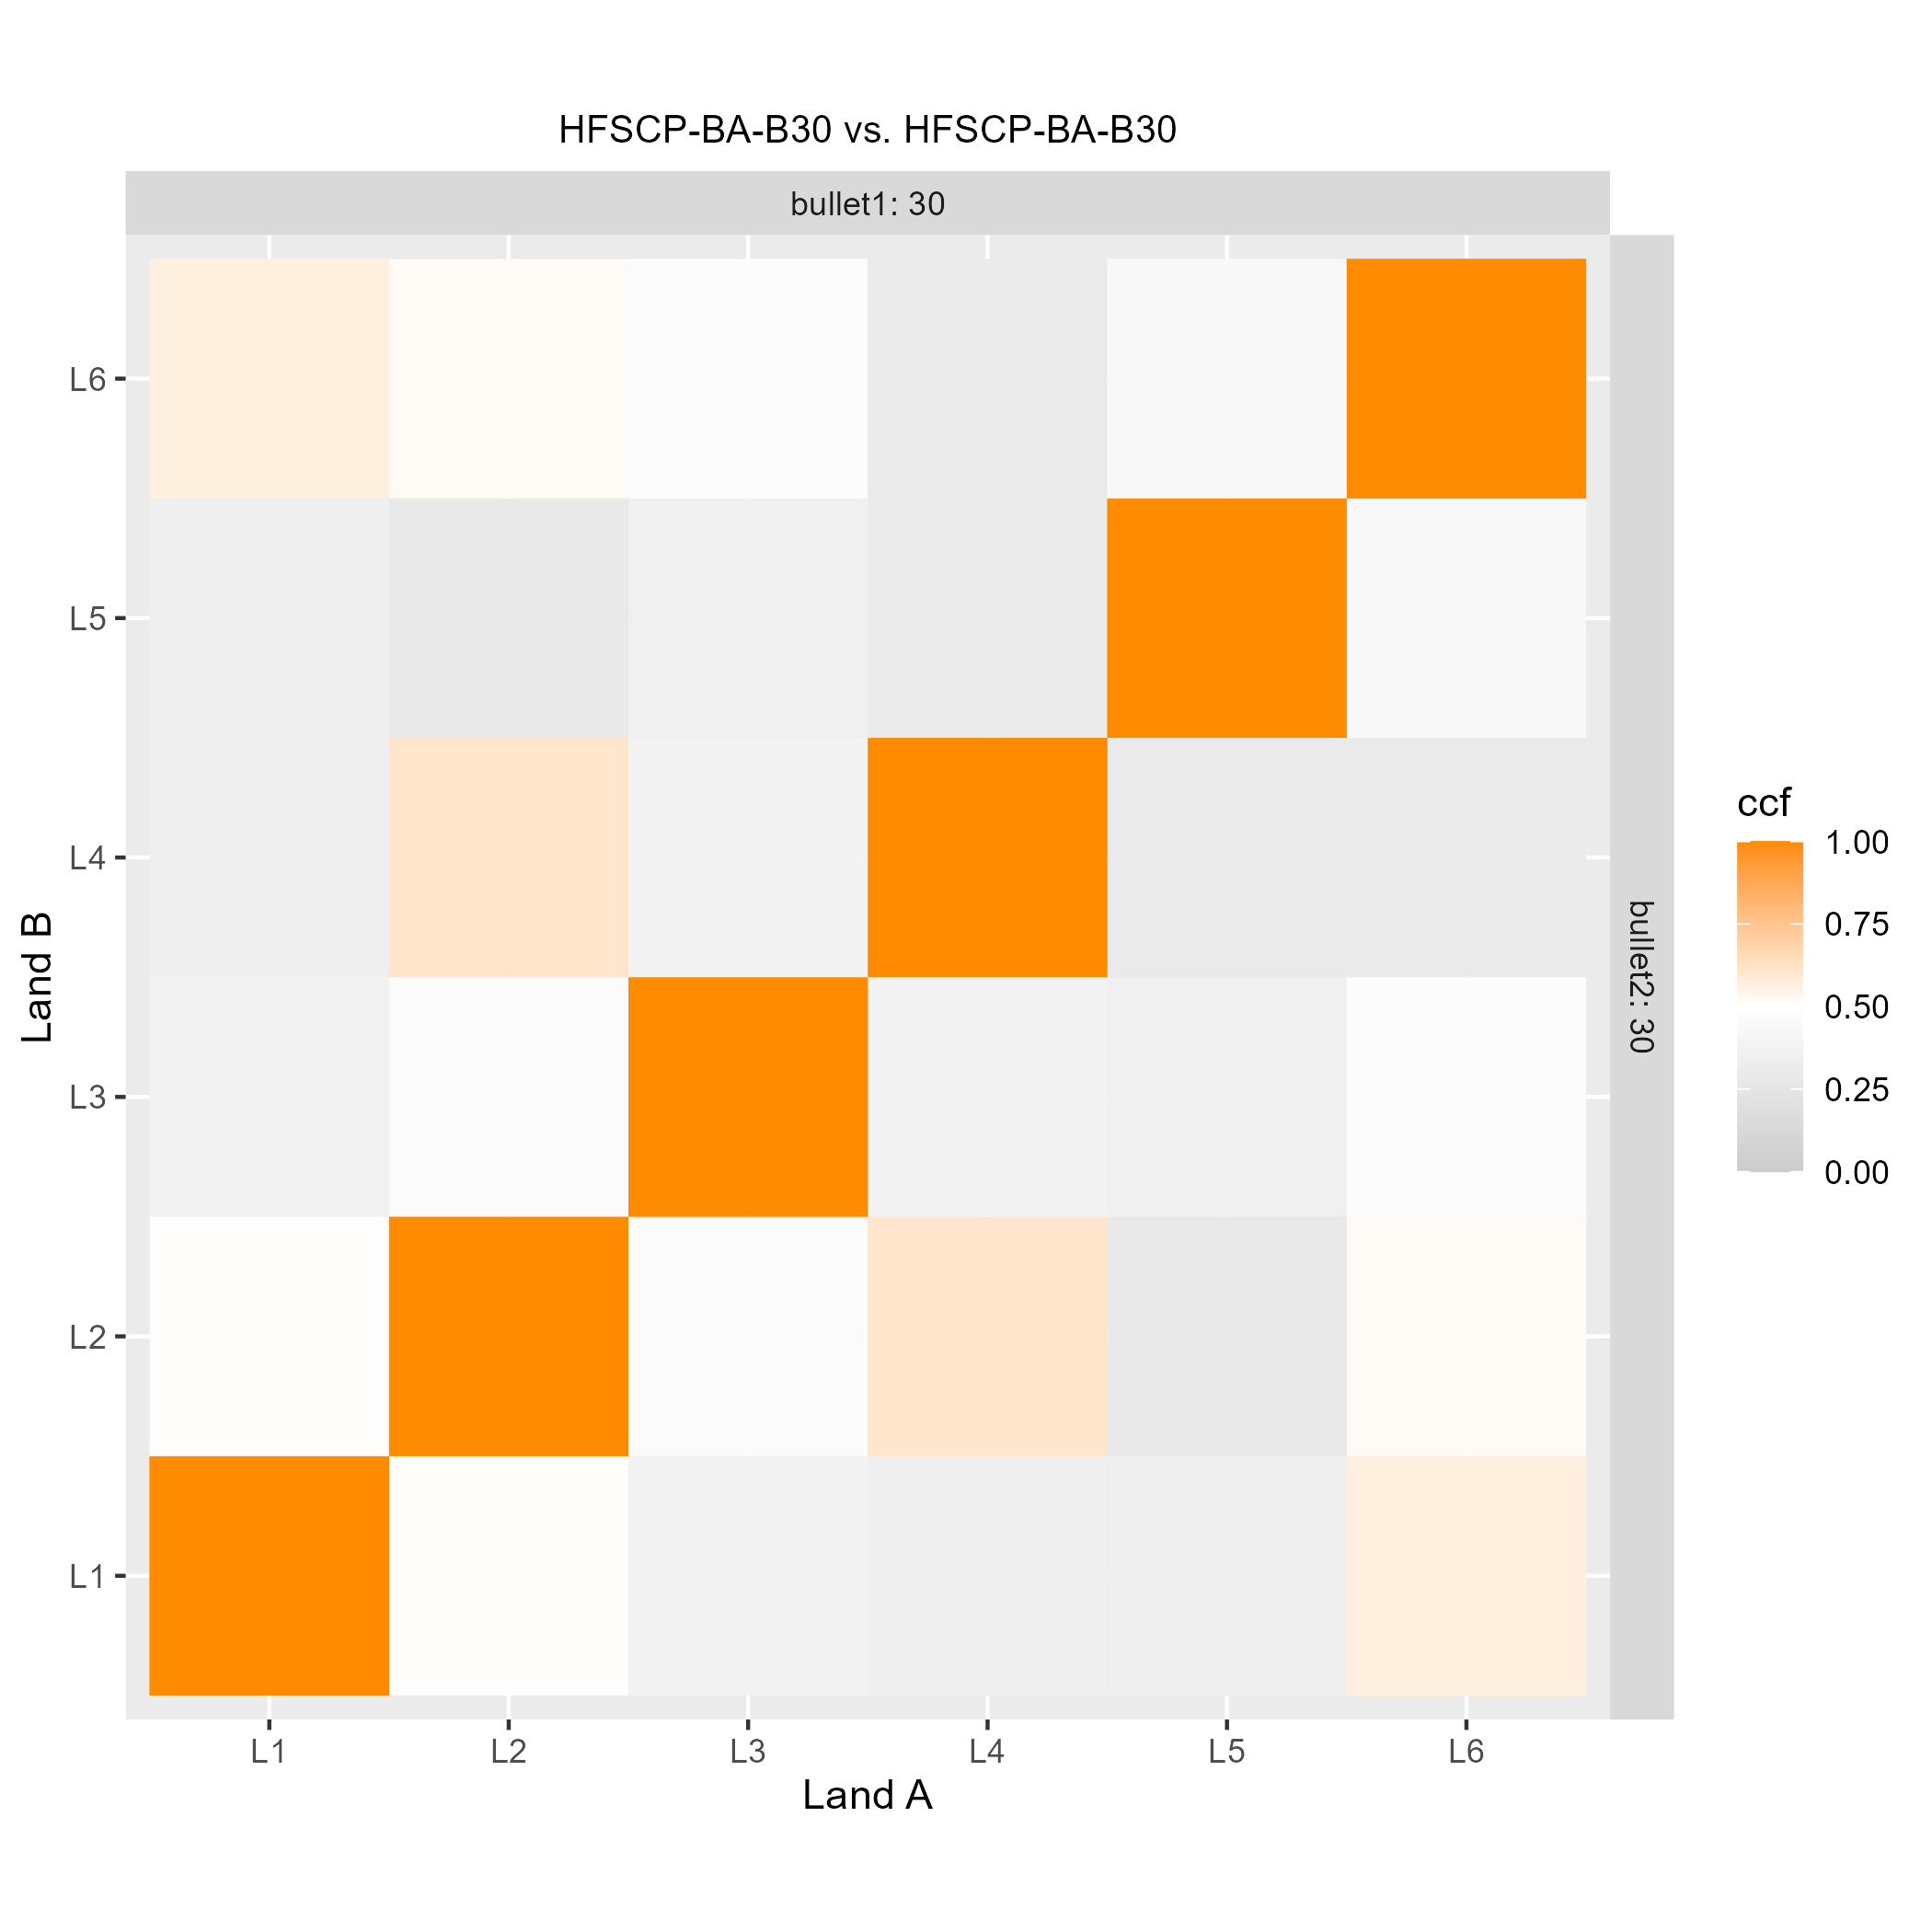 HFSCP-BA-B30 vs. HFSCP-BA-B30
bullet1: 30
L6
L5
L4
L3
L2
L1
Land B
bullet2: 30
ccf
1.00
0.75
0.50
0.25
0.00
L1 L2 L3 L4 L5 L6
Land A